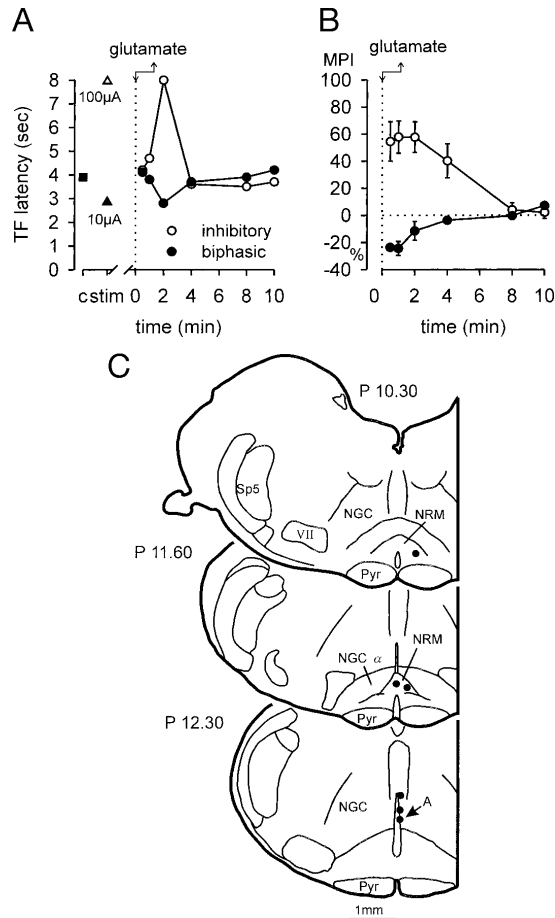 A
glutamate
TF latency (sec)
8
7
6
5
4
3
2
1
0
100µA
10µA
inhibitory
biphasic
c stim
0 2 4 6 8 10
time (min)
B
glutamate
MPI
100
80
60
40
20
0
-20
%
-40
0 2 4 6 8 10
time (min)
C
P 10.30
Sp5
NGC
NRM
VII
Pyr
P 11.60
NRM
NGC α
Pyr
P 12.30
NGC
A
Pyr
1mm